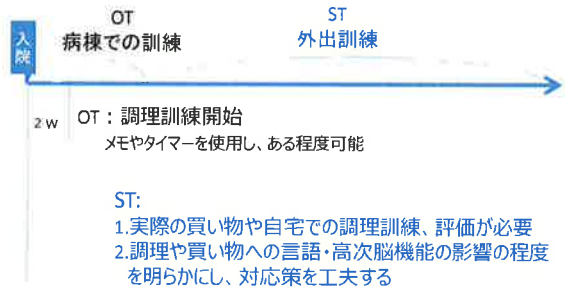 OT
病棟での訓練
ST
外出訓練
入院
2 W
OT：調理訓練開始
メモやタイマーを使用し、ある程度可能
ST:
1.実際の買い物や自宅での調理訓練、評価が必要
2.調理や買い物への言語・高次脳機能の影響の程度
を明らかにし、対応策を工夫する